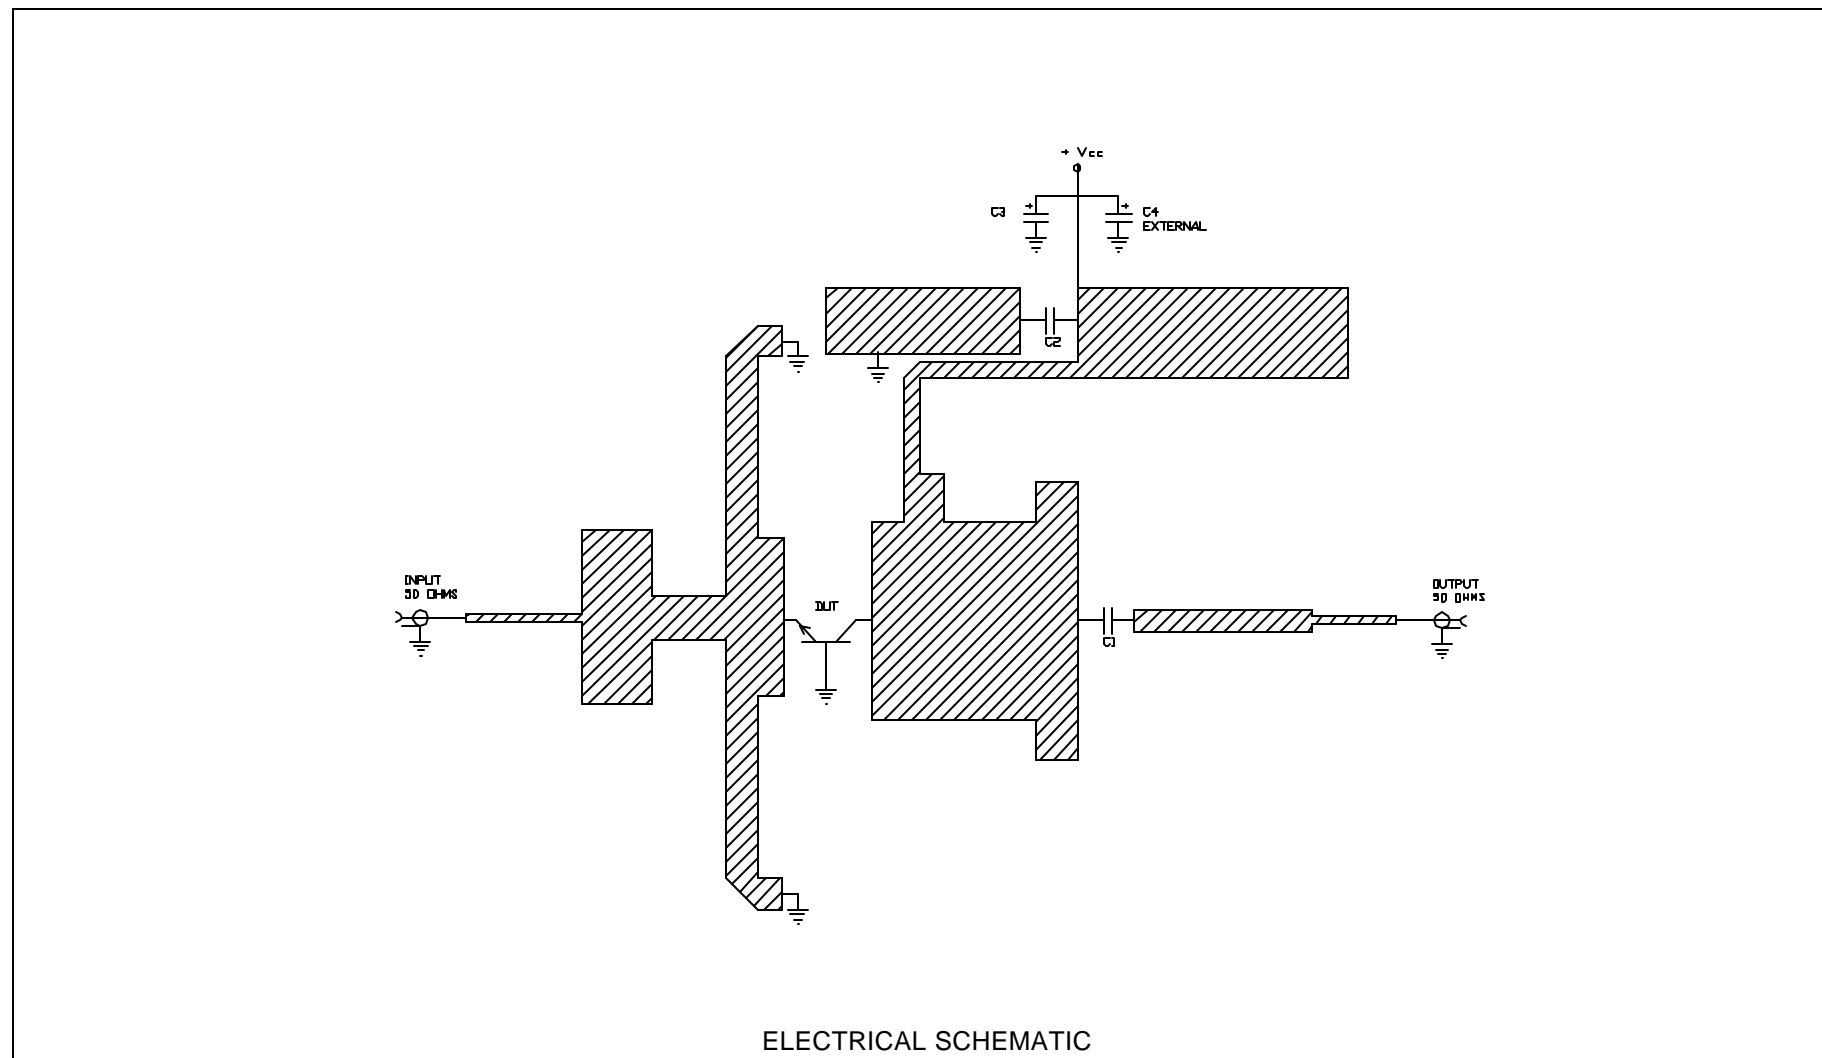 + Vcc
C3
+
+
C4
EXTERNAL
C2
INPUT
50 OHMS
DUT
OUTPUT
50 OHMS
C1
ELECTRICAL SCHEMATIC